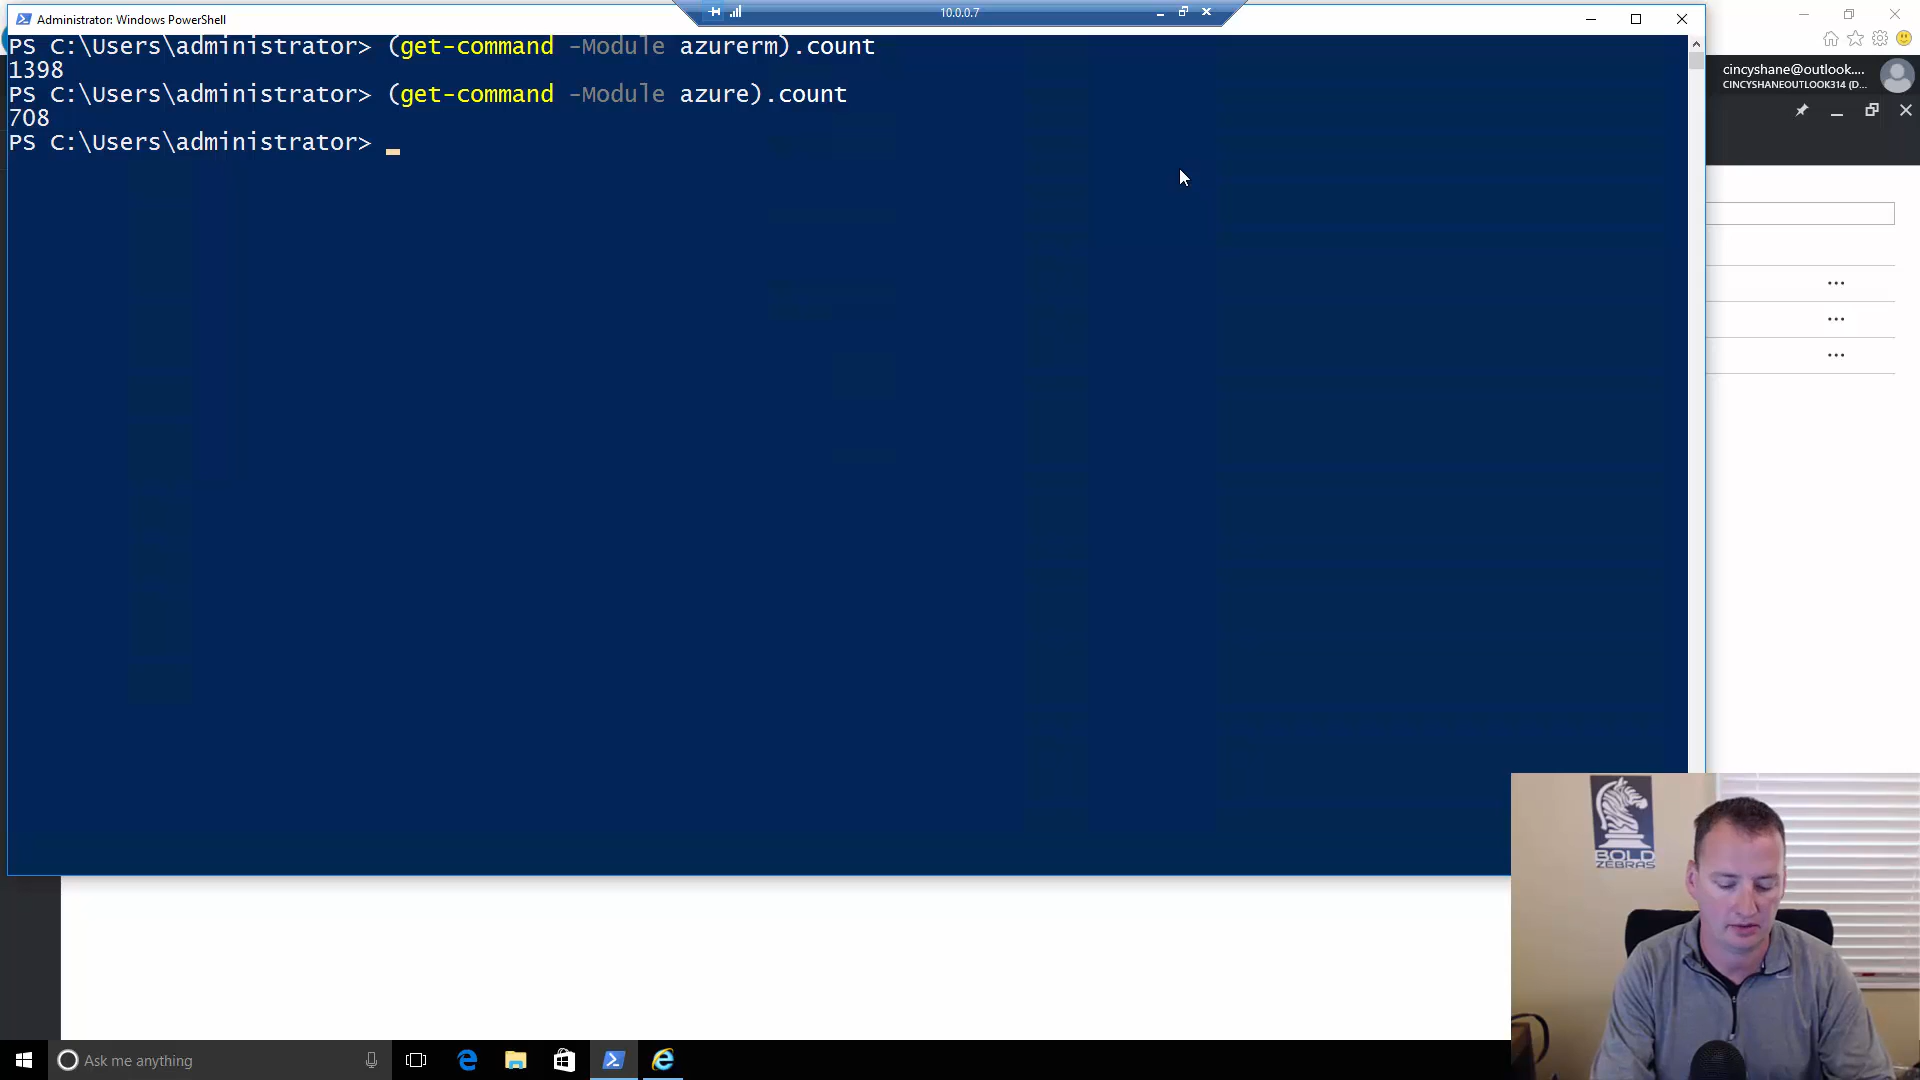 Administrator: Windows PowerShell
10.0.0.7
PS C:\Users\administrator> (get-command -Module azurerm).count
1398
PS C:\Users\administrator> (get-command -Module azure).count
708
PS C:\Users\administrator>
cincyshane@outlook....
CINCYSHANEOUTLOOK314 (D...
BOLD
ZEBRAS
Ask me anything